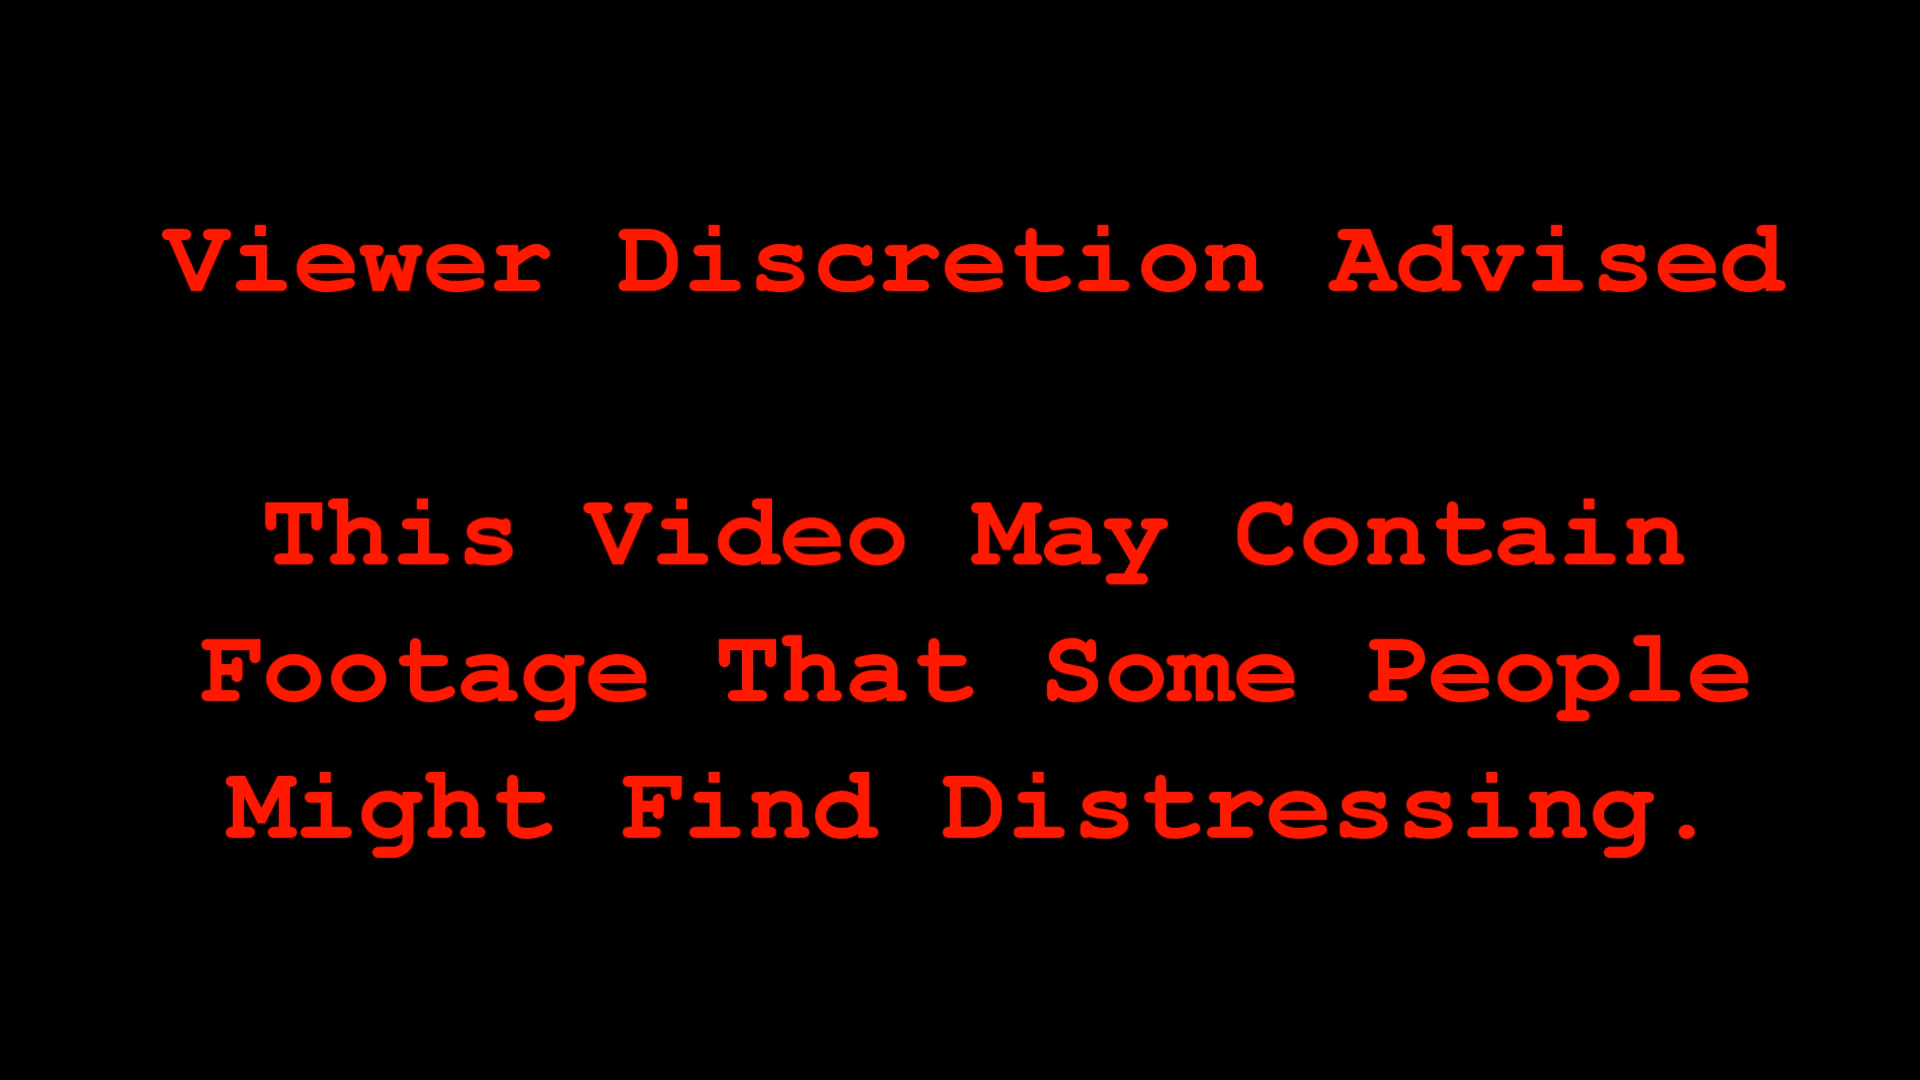 Viewer Discretion Advised
This Video May Contain
Footage That Some People
Might Find Distressing.